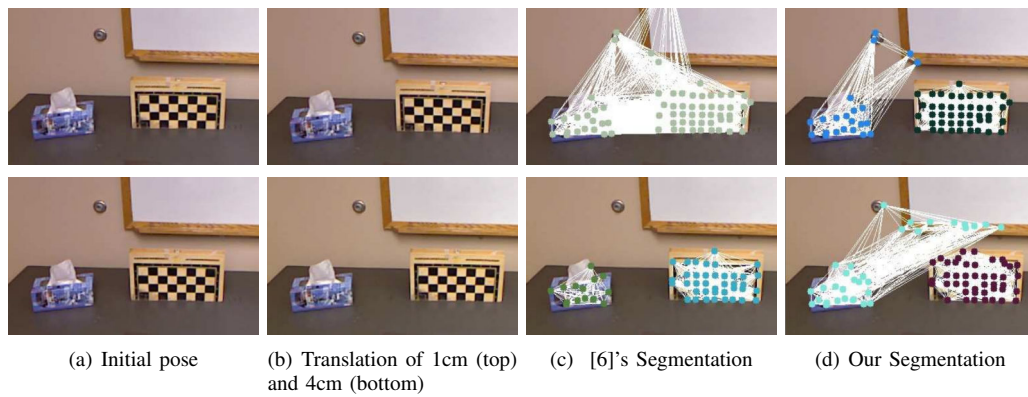 (a) Initial pose
(b) Translation of 1cm (top)
and 4cm (bottom)
(c) [6]'s Segmentation
(d) Our Segmentation